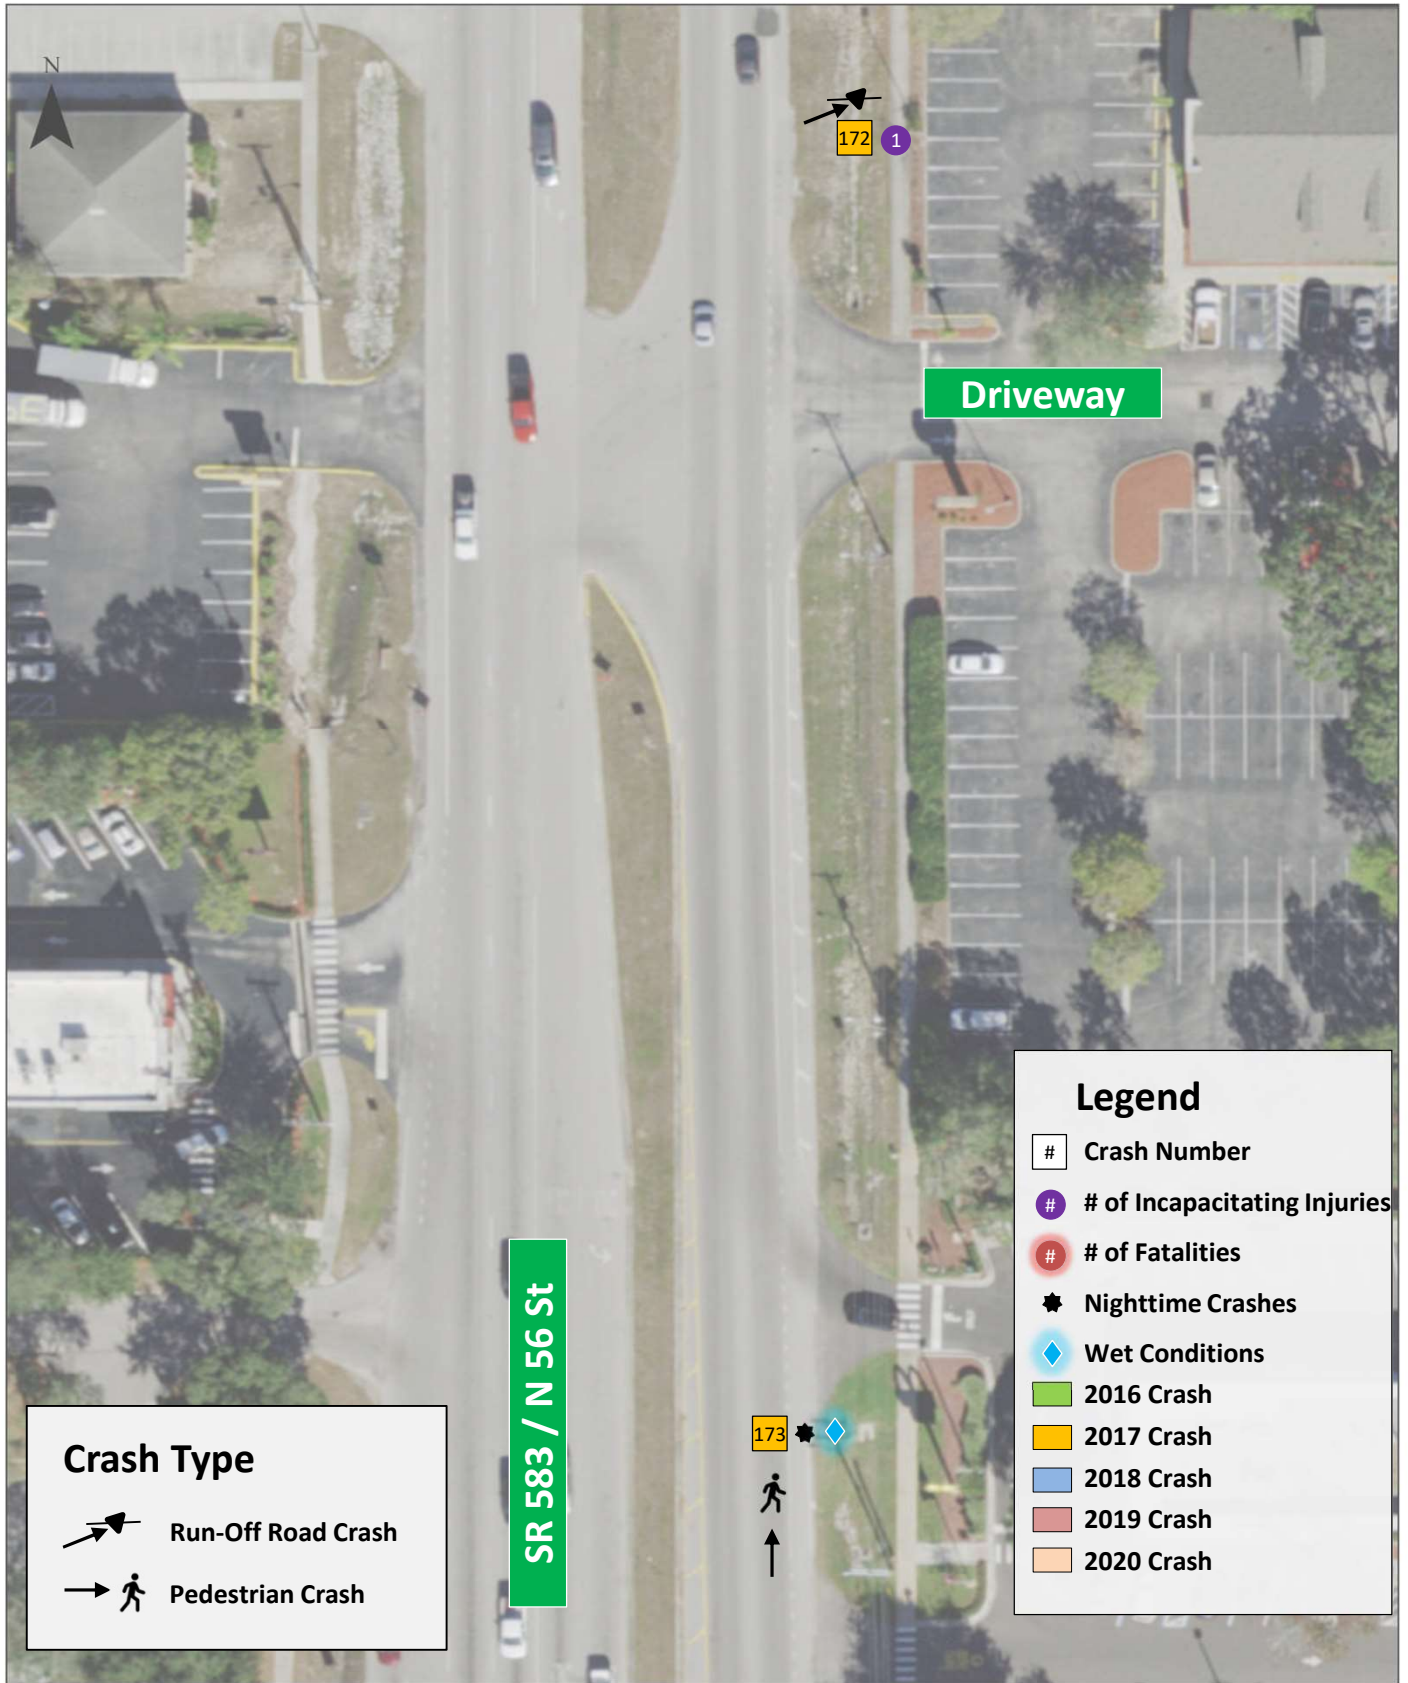 N
172 1
Driveway
SR 583 / N 56 St
173
Legend
# Crash Number
# # of Incapacitating Injuries
# # of Fatalities
Nighttime Crashes
Wet Conditions
2016 Crash
2017 Crash
2018 Crash
2019 Crash
2020 Crash
Crash Type
Run-Off Road Crash
Pedestrian Crash